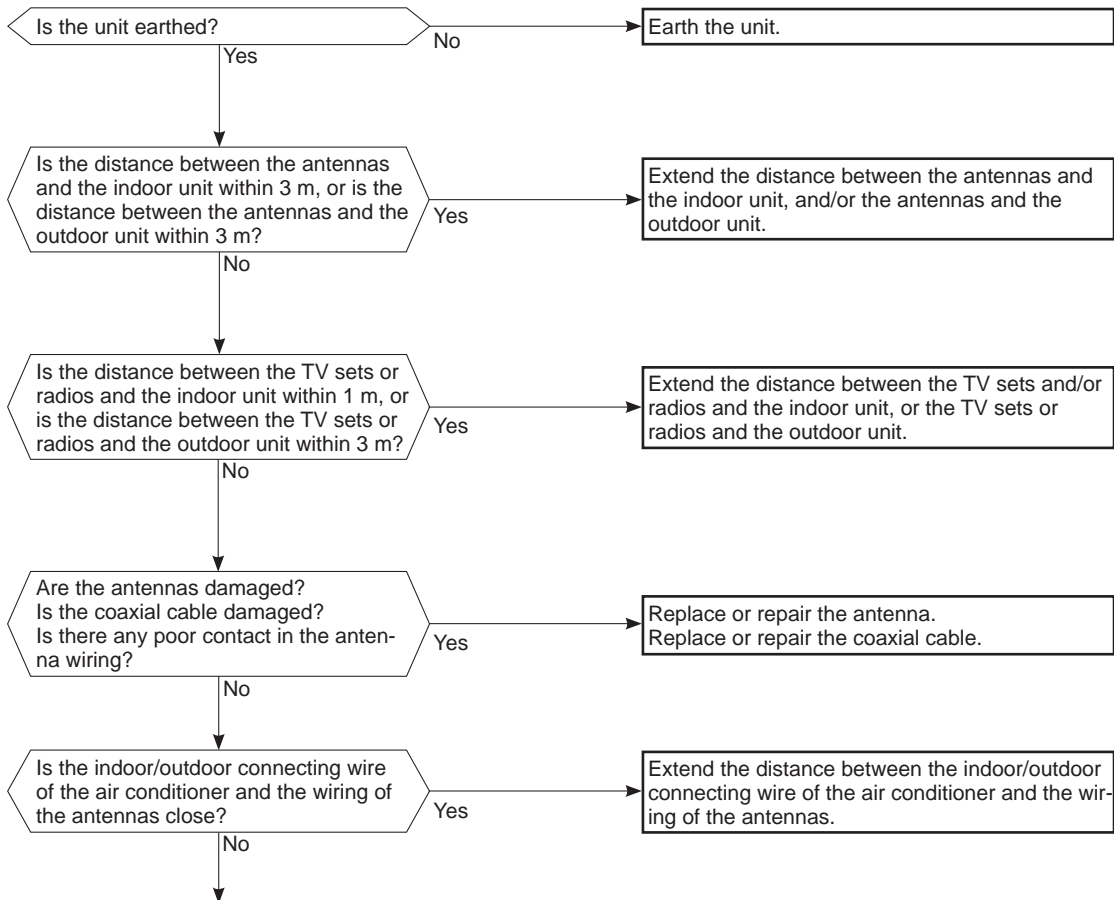 Is the unit earthed?
No
Earth the unit.
Yes
Is the distance between the antennas
and the indoor unit within 3 m, or is the
distance between the antennas and the
outdoor unit within 3 m?
Yes
Extend the distance between the antennas and
the indoor unit, and/or the antennas and the
outdoor unit.
No
Is the distance between the TV sets or
radios and the indoor unit within 1 m, or
is the distance between the TV sets or
radios and the outdoor unit within 3 m?
Yes
Extend the distance between the TV sets and/or
radios and the indoor unit, or the TV sets or
radios and the outdoor unit.
No
Are the antennas damaged?
Is the coaxial cable damaged?
Is there any poor contact in the anten-
na wiring?
Yes
Replace or repair the antenna.
Replace or repair the coaxial cable.
No
Is the indoor/outdoor connecting wire
of the air conditioner and the wiring of
the antennas close?
Yes
Extend the distance between the indoor/outdoor
connecting wire of the air conditioner and the wir-
ing of the antennas.
No